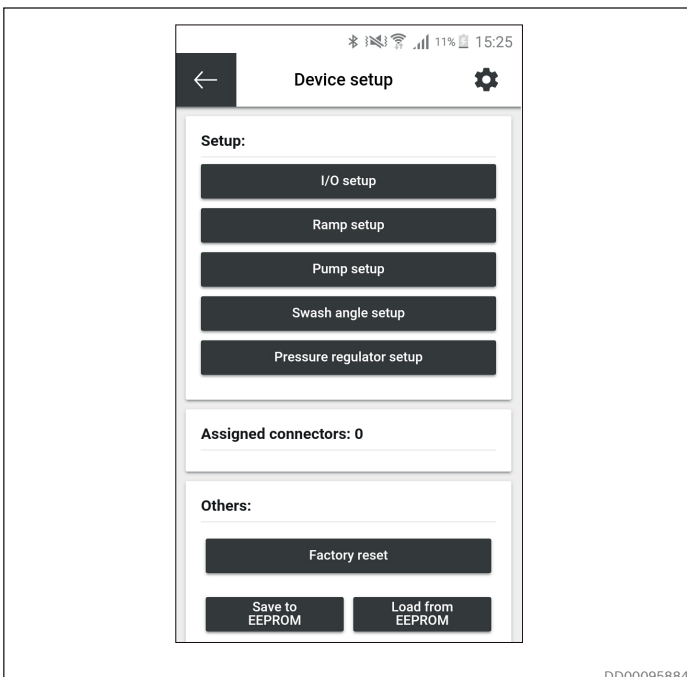 11% 15:25
Device setup
Setup:
I/O setup
Ramp setup
Pump setup
Swash angle setup
Pressure regulator setup
Assigned connectors: 0
Others:
Factory reset
Save to
EEPROM
Load from
EEPROM
DD00095884